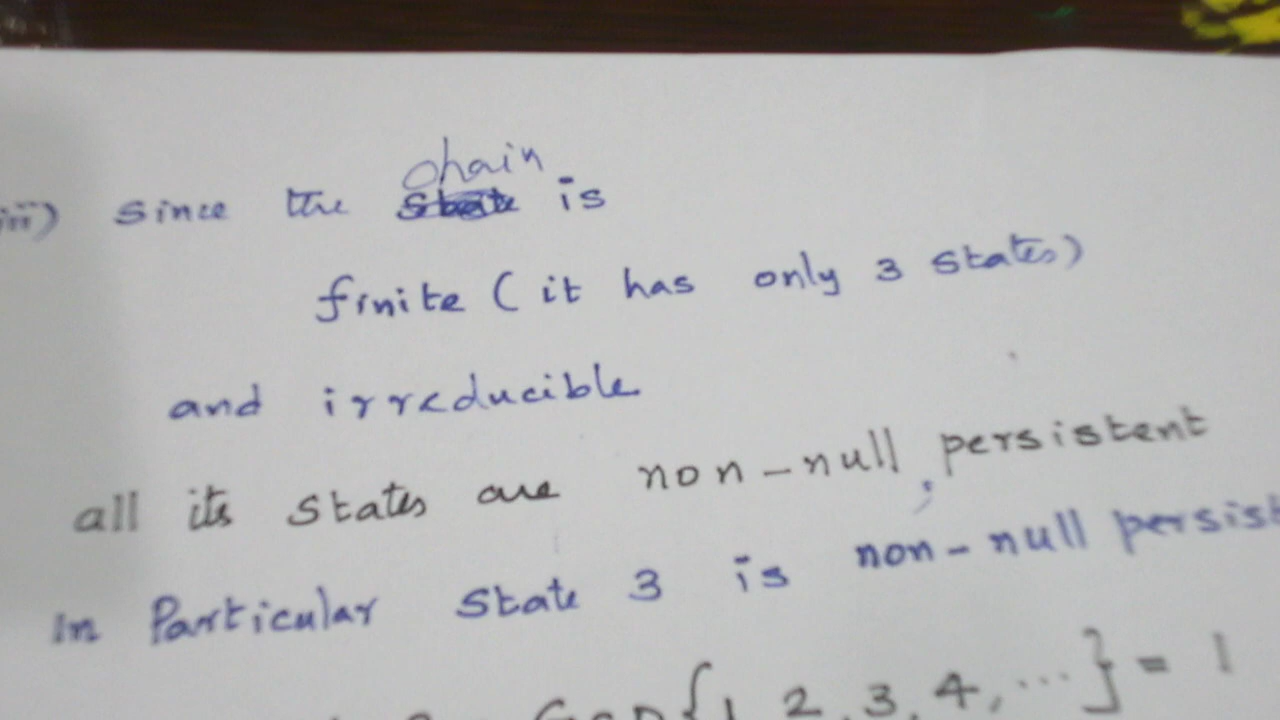 chain
iii) since the is
finite (it has only 3 states)
and irreducible
all its states are non-null, persistent
In Particular State 3 is non-null persist
GCD{1, 2, 3, 4, ...} = 1